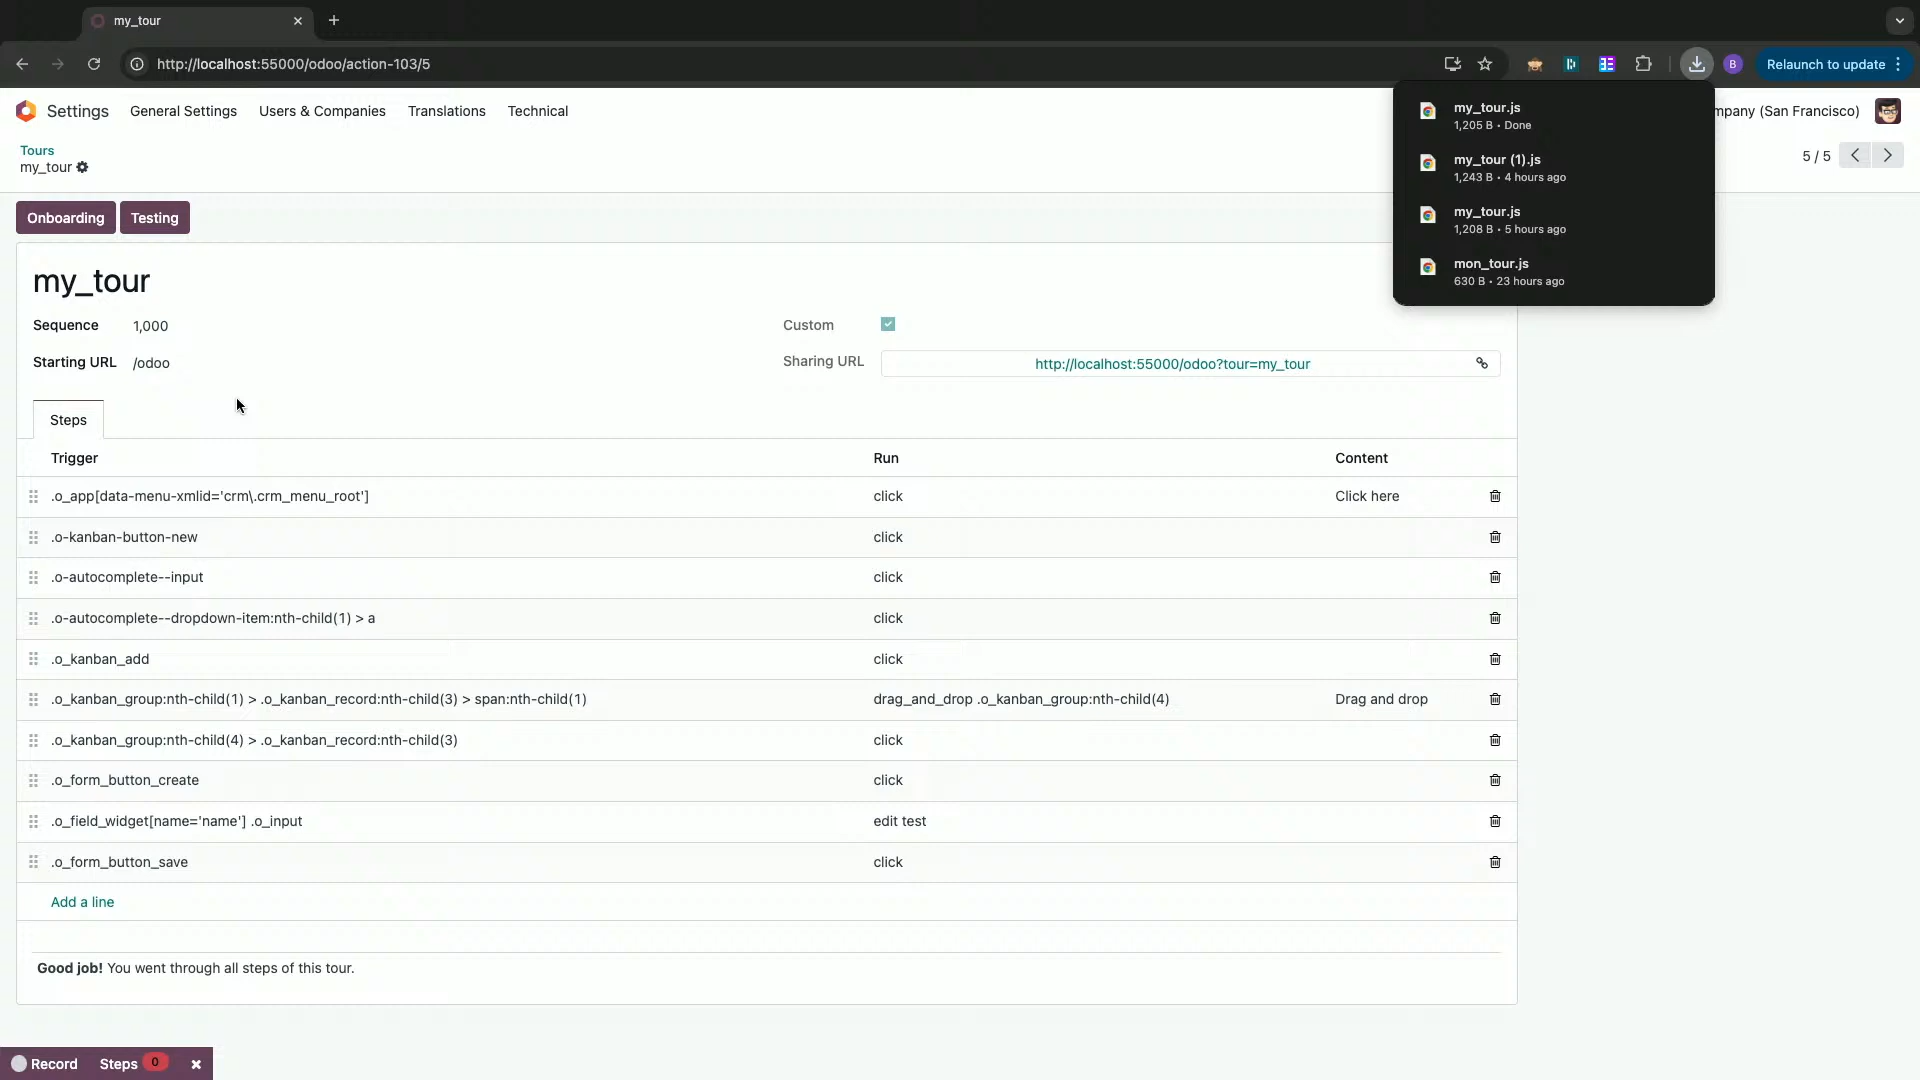 my_tour
http://localhost:55000/odoo/action-103/5
B
Relaunch to update
Settings
General Settings
Users & Companies
Translations
Technical
mpany (San Francisco)
my_tour.js
1,205 B • Done
my_tour (1).js
1,243 B • 4 hours ago
my_tour.js
1,208 B • 5 hours ago
mon_tour.js
630 B • 23 hours ago
Tours
my_tour
5 / 5
Onboarding
Testing
my_tour
Sequence 1,000
Custom
Starting URL /odoo
Sharing URL http://localhost:55000/odoo?tour=my_tour
Steps
Trigger Run Content
.o_app[data-menu-xmlid='crm\.crm_menu_root'] click Click here
.o-kanban-button-new click
.o-autocomplete--input click
.o-autocomplete--dropdown-item:nth-child(1) > a click
.o_kanban_add click
.o_kanban_group:nth-child(1) > .o_kanban_record:nth-child(3) > span:nth-child(1) drag_and_drop .o_kanban_group:nth-child(4) Drag and drop
.o_kanban_group:nth-child(4) > .o_kanban_record:nth-child(3) click
.o_form_button_create click
.o_field_widget[name='name'] .o_input edit test
.o_form_button_save click
Add a line
Good job! You went through all steps of this tour.
Record Steps 0